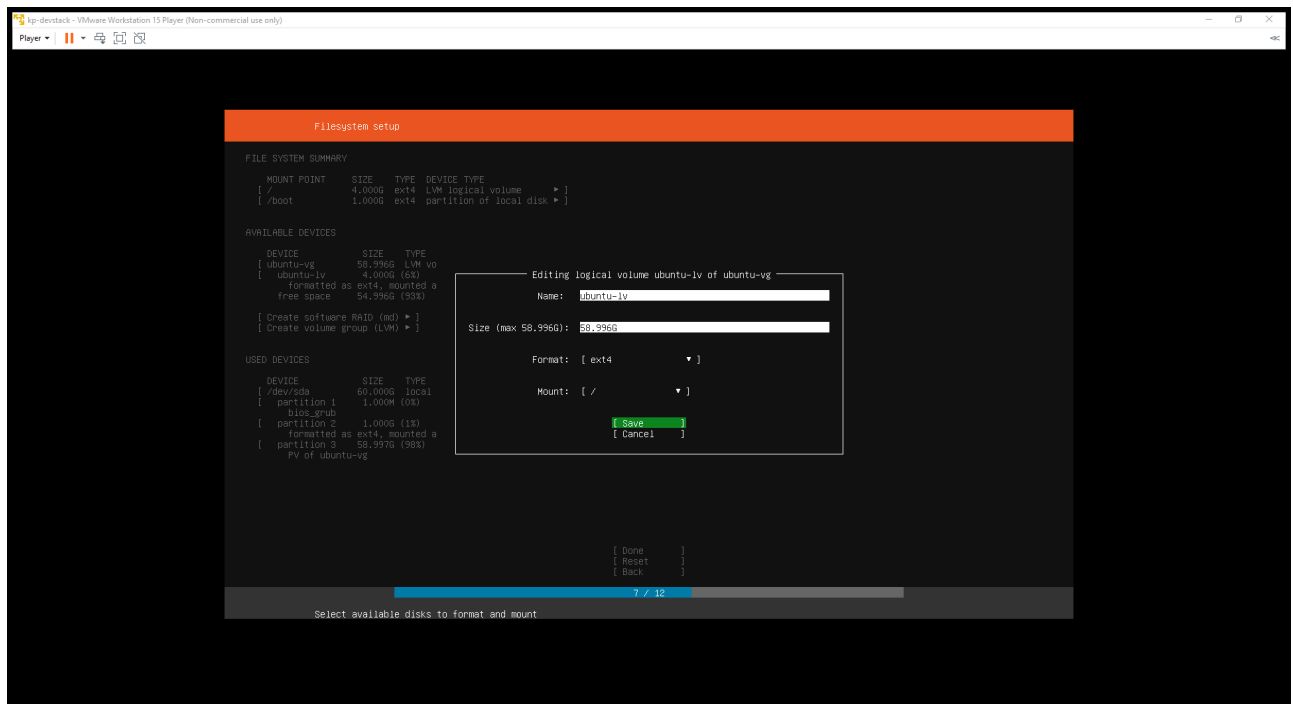 kp-devstack - VMware Workstation 15 Player (Non-commercial use only)
Player
Filesystem setup
FILE SYSTEM SUMMARY
MOUNT POINT SIZE TYPE DEVICE TYPE
[ / 4.000G ext4 LVM logical volume ▸ ]
[ /boot 1.000G ext4 partition of local disk ▸ ]
AVAILABLE DEVICES
DEVICE SIZE TYPE
[ ubuntu-vg 58.996G LVM vo
[ ubuntu-lv 4.000G (6%)
formatted as ext4, mounted a
free space 54.996G (93%)
[ Create software RAID (md) ▸ ]
[ Create volume group (LVM) ▸ ]
USED DEVICES
DEVICE SIZE TYPE
[ /dev/sda 60.000G local
[ partition 1 1.000M (0%)
bios_grub
[ partition 2 1.000G (1%)
formatted as ext4, mounted a
[ partition 3 58.997G (98%)
PV of ubuntu-vg
Editing logical volume ubuntu-lv of ubuntu-vg
Name: ubuntu-lv
Size (max 58.996G): 58.996G
Format: [ ext4 ▾ ]
Mount: [ / ▾ ]
[ Save ]
[ Cancel ]
[ Done ]
[ Reset ]
[ Back ]
7 / 12
Select available disks to format and mount